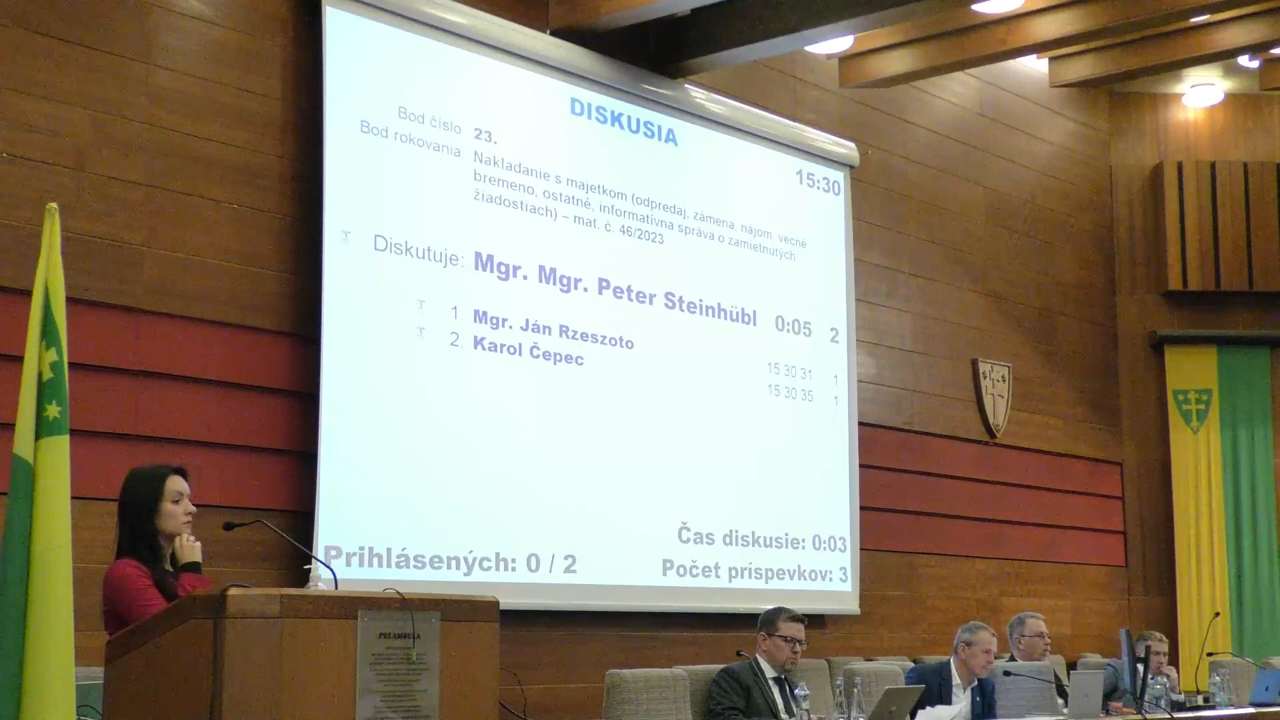 DISKUSIA
15:30
Bod číslo 23.
Bod rokovania: Nakladanie s majetkom (odpredaj, zámena, nájom, vecné
bremeno, ostatné, informatívna správa o zamietnutých
žiadostiach) – mat. č. 46/2023
Diskutuje: Mgr. Mgr. Peter Steinhübl 0:05 2
1 Mgr. Ján Rzeszoto 15 30 31 1
2. Karol Čepec 15 30 35 1
Čas diskusie: 0:03
Prihlásených: 0 / 2
Počet príspevkov: 3
PREAMBULA